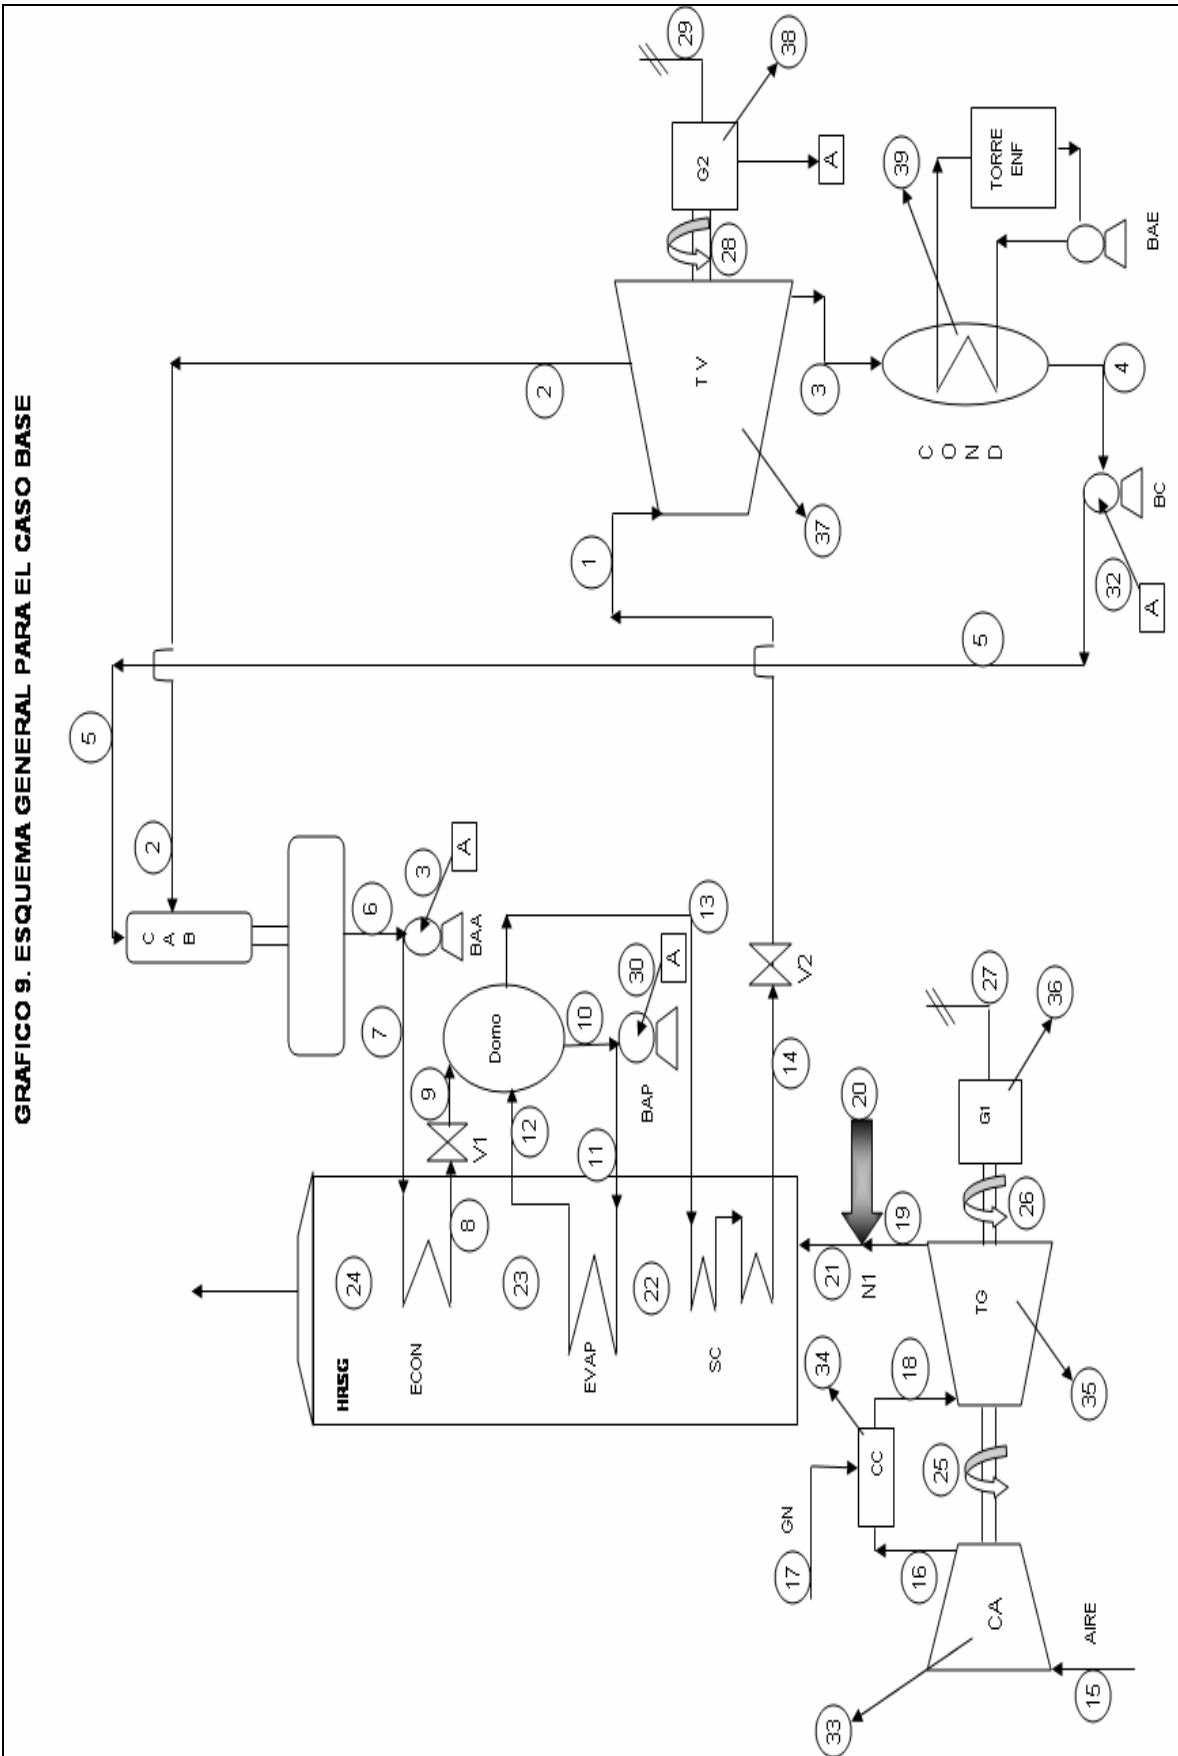 GRAFICO 9. ESQUEMA GENERAL PARA EL CASO BASE
5
2
2
29
38
G2
A
28
39
TORRE
ENF
BAE
TV
3
COND
4
37
1
BC
32
A
5
CAB
6
3
A
BAA
7
Domo
9
V1
8
10
30
A
BAP
12
11
13
V2
14
24
23
22
HRSG
ECON
EVAP
SC
20
21
19
N1
27
36
G1
26
TG
35
34
18
CC
25
GN
17
16
CA
33
AIRE
15